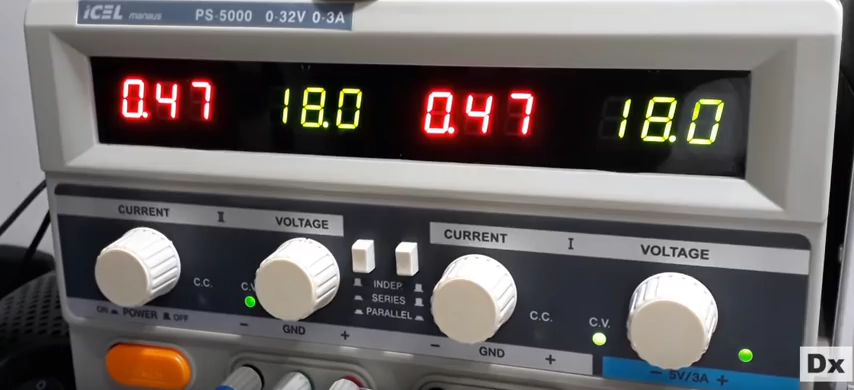 iCEL manaus PS-5000 0-32V 0-3A
0.47 18.0 0.47 18.0
CURRENT II VOLTAGE
CURRENT I VOLTAGE
C.C. C.V.
INDEP.
SERIES
PARALLEL
C.C. C.V.
ON POWER OFF
- GND +
- GND +
- 5V/3A +
Dx